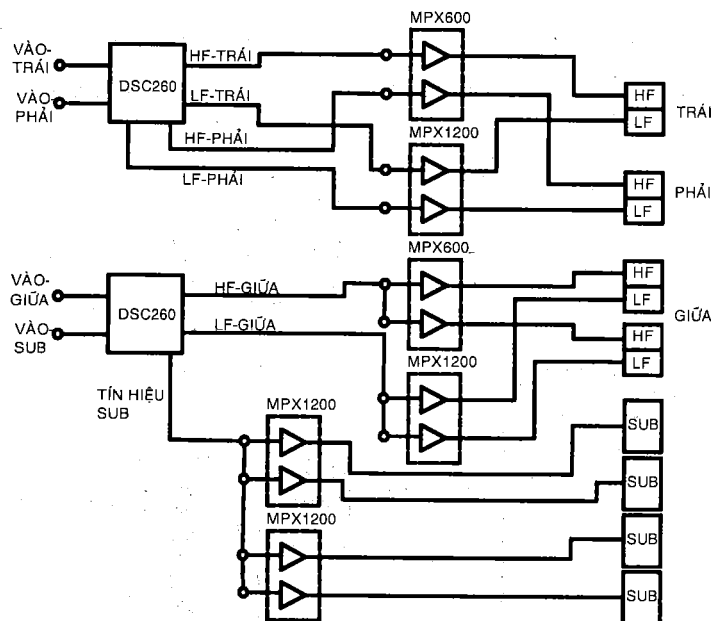 MPX600
VÀO-
TRÁI
HF-TRÁI
DSC260
VÀO-
PHẢI
LF-TRÁI
HF
TRÁI
LF
HF-PHẢI
MPX1200
LF-PHẢI
HF
PHẢI
LF
MPX600
VÀO-
GIỮA
HF-GIỮA
HF
LF
DSC260
VÀO-
SUB
LF-GIỮA
GIỮA
HF
LF
MPX1200
TÍN HIỆU
SUB
MPX1200
SUB
SUB
MPX1200
SUB
SUB